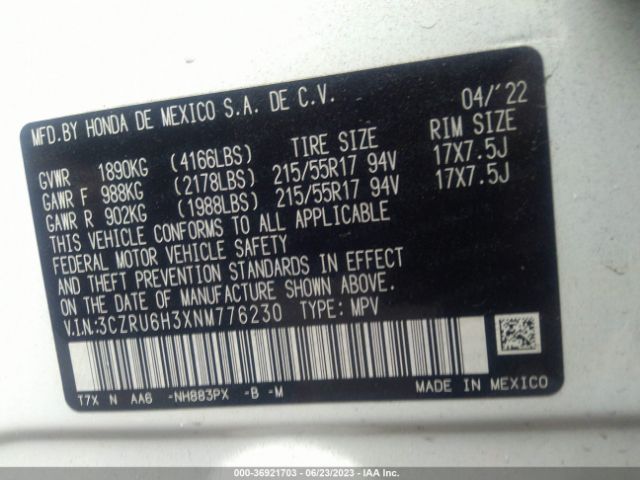 MFD.BY HONDA DE MEXICO S.A. DE C.V. 04/'22
GVWR 1890KG (4166LBS) TIRE SIZE RIM SIZE
GAWR F 988KG (2178LBS) 215/55R17 94V 17X7.5J
GAWR R 902KG (1988LBS) 215/55R17 94V 17X7.5J
THIS VEHICLE CONFORMS TO ALL APPLICABLE
FEDERAL MOTOR VEHICLE SAFETY
AND THEFT PREVENTION STANDARDS IN EFFECT
ON THE DATE OF MANUFACTURE SHOWN ABOVE.
V.I.N:3CZRU6H3XNM776230 TYPE: MPV
T7X N AA6 -NH883PX -B -M MADE IN MEXICO
000-36921703 - 06/23/2023 - IAA Inc.